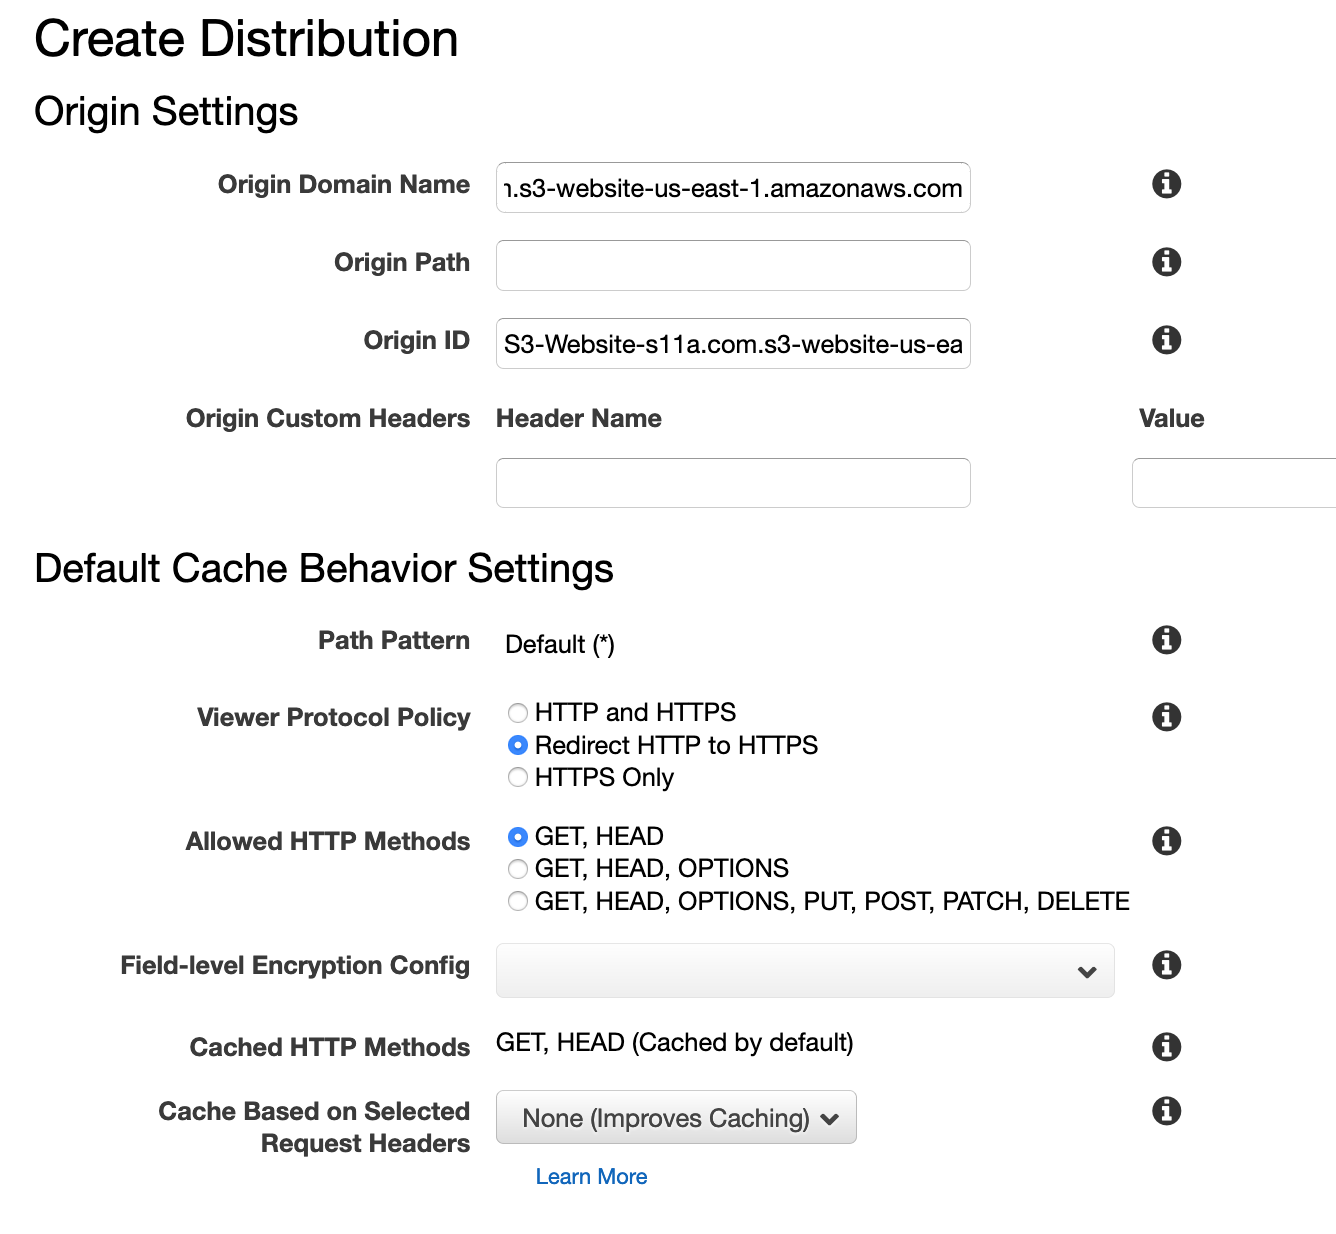 Create Distribution
Origin Settings
Origin Domain Name .s3-website-us-east-1.amazonaws.com
Origin Path
Origin ID S3-Website-s11a.com.s3-website-us-ea
Origin Custom Headers Header Name Value
Default Cache Behavior Settings
Path Pattern Default (*)
Viewer Protocol Policy HTTP and HTTPS
Redirect HTTP to HTTPS
HTTPS Only
Allowed HTTP Methods GET, HEAD
GET, HEAD, OPTIONS
GET, HEAD, OPTIONS, PUT, POST, PATCH, DELETE
Field-level Encryption Config
Cached HTTP Methods GET, HEAD (Cached by default)
Cache Based on Selected
Request Headers None (Improves Caching)
Learn More